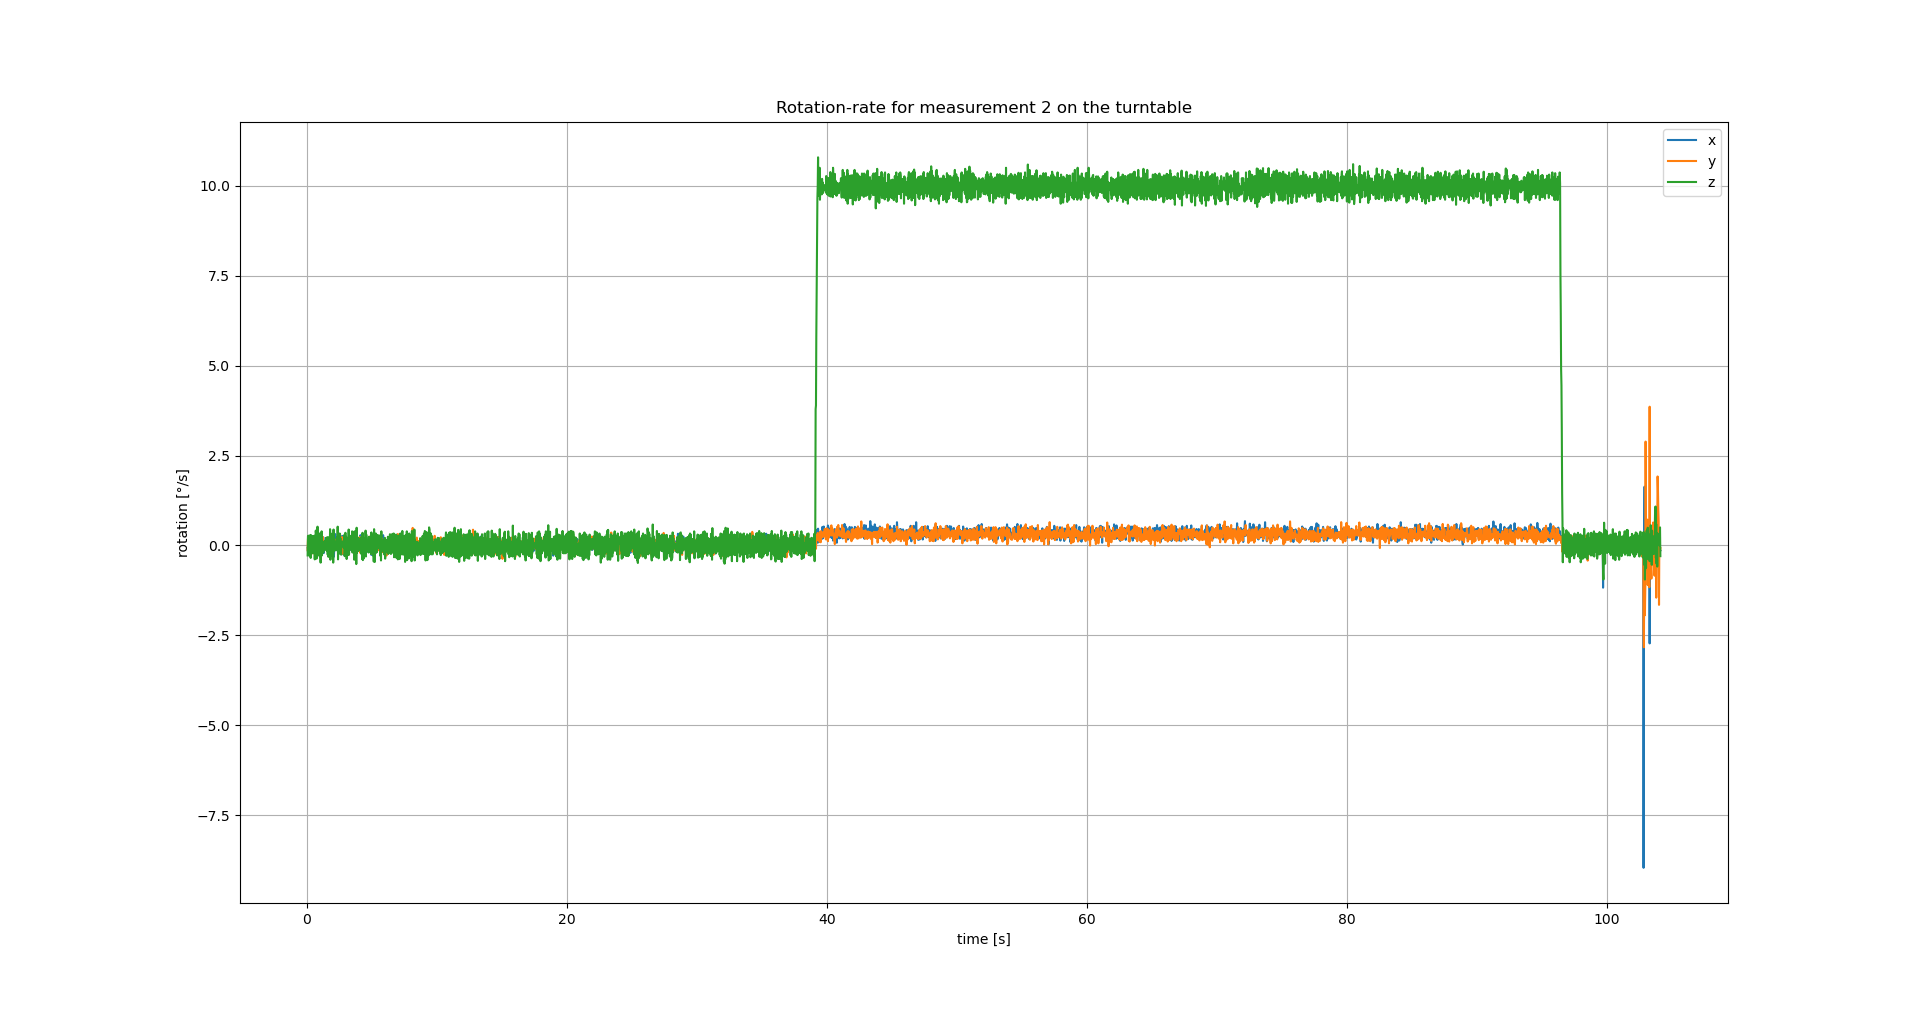 Rotation-rate for measurement 2 on the turntable
x
y
z
10.0
7.5
5.0
2.5
0.0
−2.5
−5.0
−7.5
rotation [°/s]
0 20 40 60 80 100
time [s]